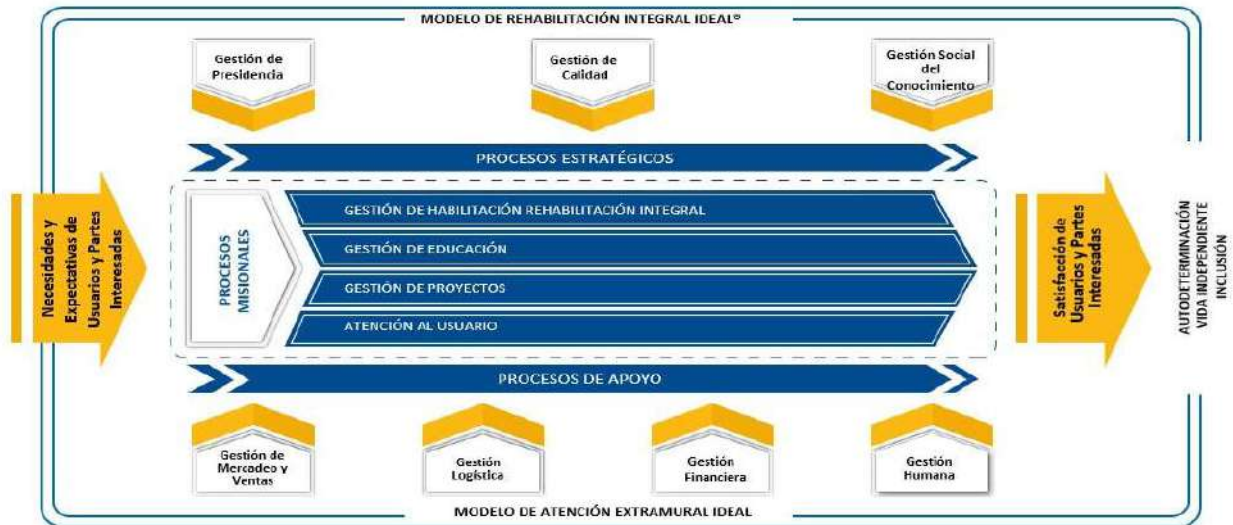 MODELO DE REHABILITACIÓN INTEGRAL IDEAL®
Gestión de
Presidencia
Gestión de
Calidad
Gestión Social
del
Conocimiento
PROCESOS ESTRATÉGICOS
Necesidades y
Expectativas de
Usuarios y Partes
Interesadas
PROCESOS
MISIONALES
GESTIÓN DE HABILITACIÓN REHABILITACIÓN INTEGRAL
GESTIÓN DE EDUCACIÓN
GESTIÓN DE PROYECTOS
ATENCIÓN AL USUARIO
Satisfacción de
Usuarios y Partes
Interesadas
AUTODETERMINACIÓN
VIDA INDEPENDIENTE
INCLUSIÓN
PROCESOS DE APOYO
Gestión de
Mercadeo y
Ventas
Gestión
Logística
Gestión
Financiera
Gestión
Humana
MODELO DE ATENCIÓN EXTRAMURAL IDEAL